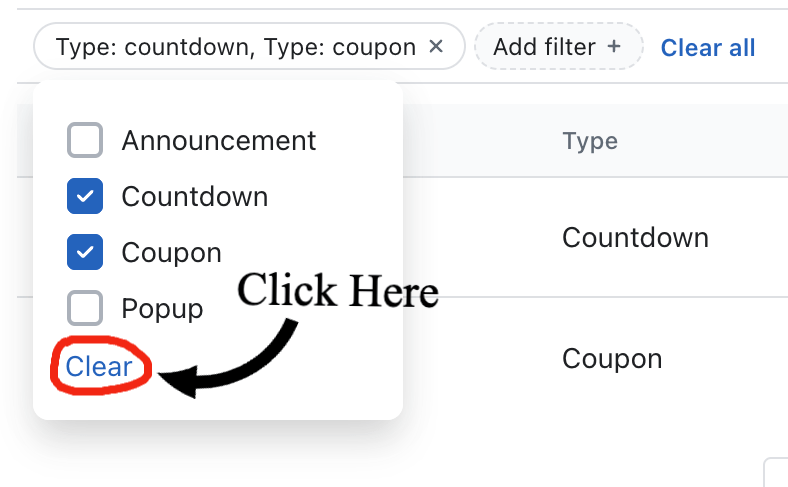 Type: countdown, Type: coupon × Add filter + Clear all
Announcement
Type
Countdown
Countdown
Coupon
Click Here
Popup
Coupon
Clear